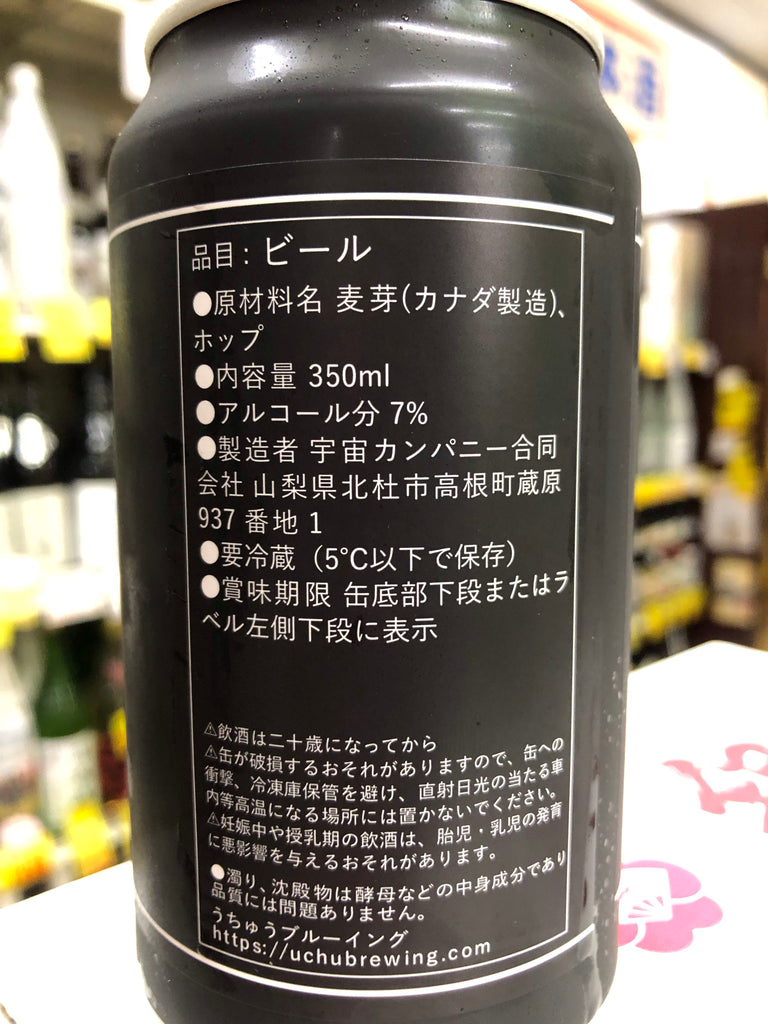 品目 : ビール
●原材料名 麦芽(カナダ製造)、
ホップ
●内容量 350ml
●アルコール分 7%
●製造者 宇宙カンパニー合同
会社 山梨県北杜市高根町蔵原
937 番地 1
●要冷蔵（5℃以下で保存）
●賞味期限 缶底部下段またはラ
ベル左側下段に表示
⚠飲酒は二十歳になってから
⚠缶が破損するおそれがありますので、缶への
衝撃、冷凍庫保管を避け、直射日光の当たる車
内等高温になる場所には置かないでください。
⚠妊娠中や授乳期の飲酒は、胎児・乳児の発育
に悪影響を与えるおそれがあります。
●濁り、沈殿物は酵母などの中身成分であり
品質には問題ありません。
うちゅうブルーイング
https://uchubrewing.com